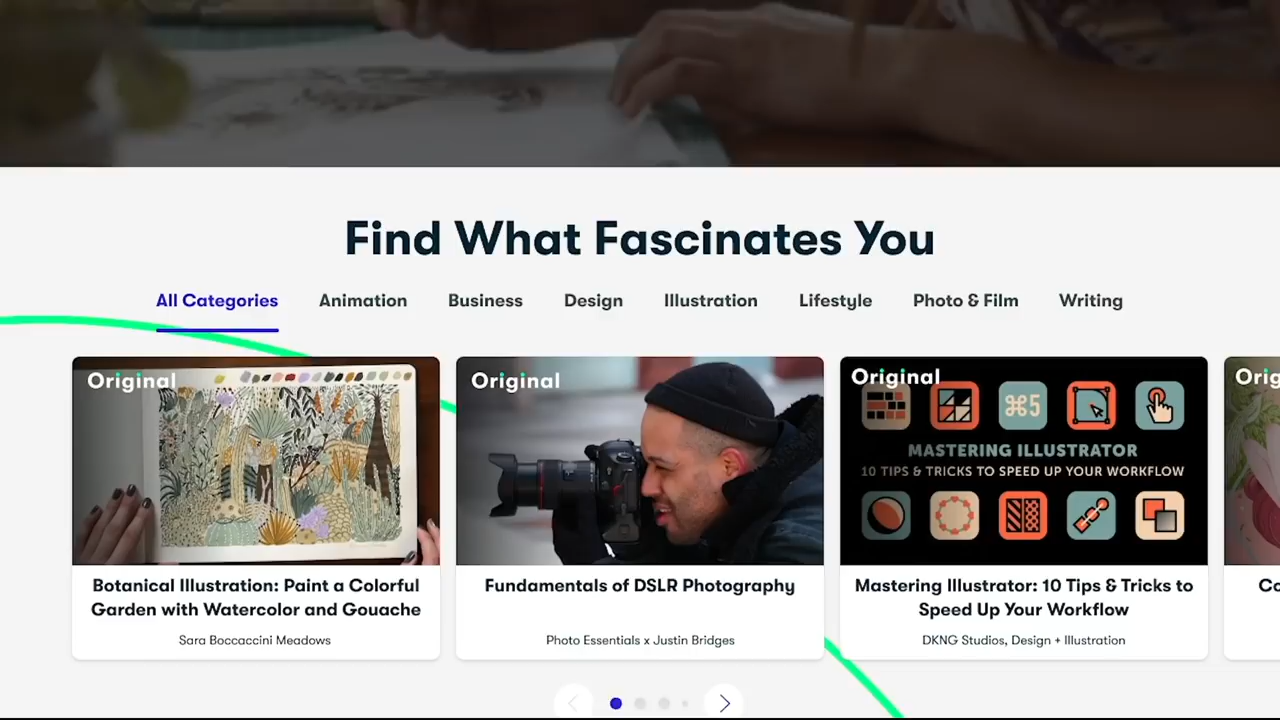 Find What Fascinates You
All Categories Animation Business Design Illustration Lifestyle Photo & Film Writing
Original
Original
Original
⌘5
MASTERING ILLUSTRATOR
10 TIPS & TRICKS TO SPEED UP YOUR WORKFLOW
Botanical Illustration: Paint a Colorful
Garden with Watercolor and Gouache
Sara Boccaccini Meadows
Fundamentals of DSLR Photography
Photo Essentials x Justin Bridges
Mastering Illustrator: 10 Tips & Tricks to
Speed Up Your Workflow
DKNG Studios, Design + Illustration